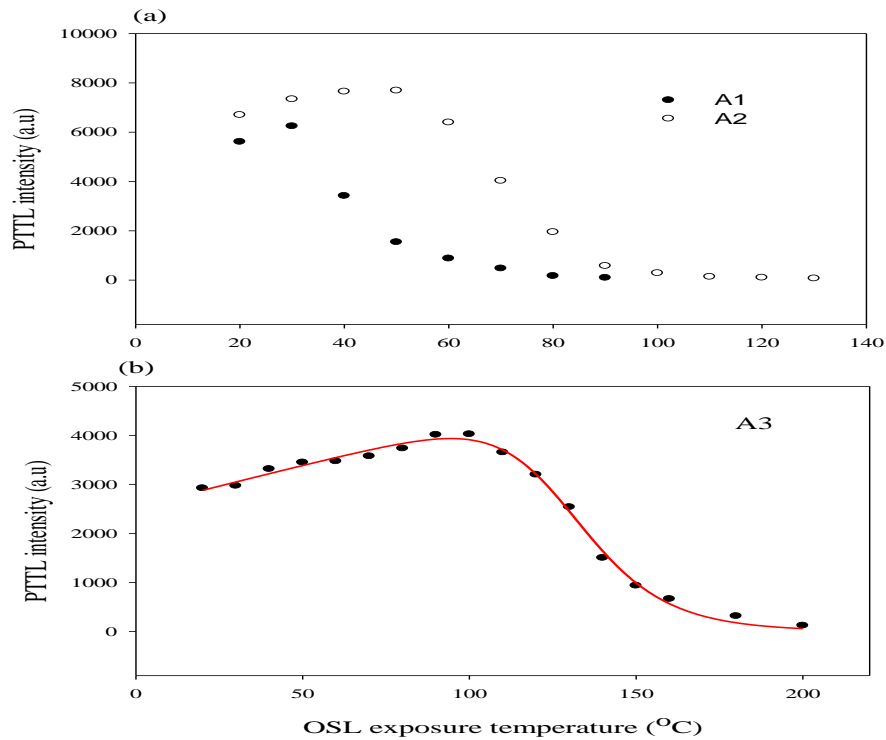 (a)
10000
8000
6000
4000
2000
0
PTTL intensity (a.u)
A1
A2
0 20 40 60 80 100 120 140
(b)
5000
4000
3000
2000
1000
0
PTTL intensity (a.u)
A3
0 50 100 150 200
OSL exposure temperature (⁰C)